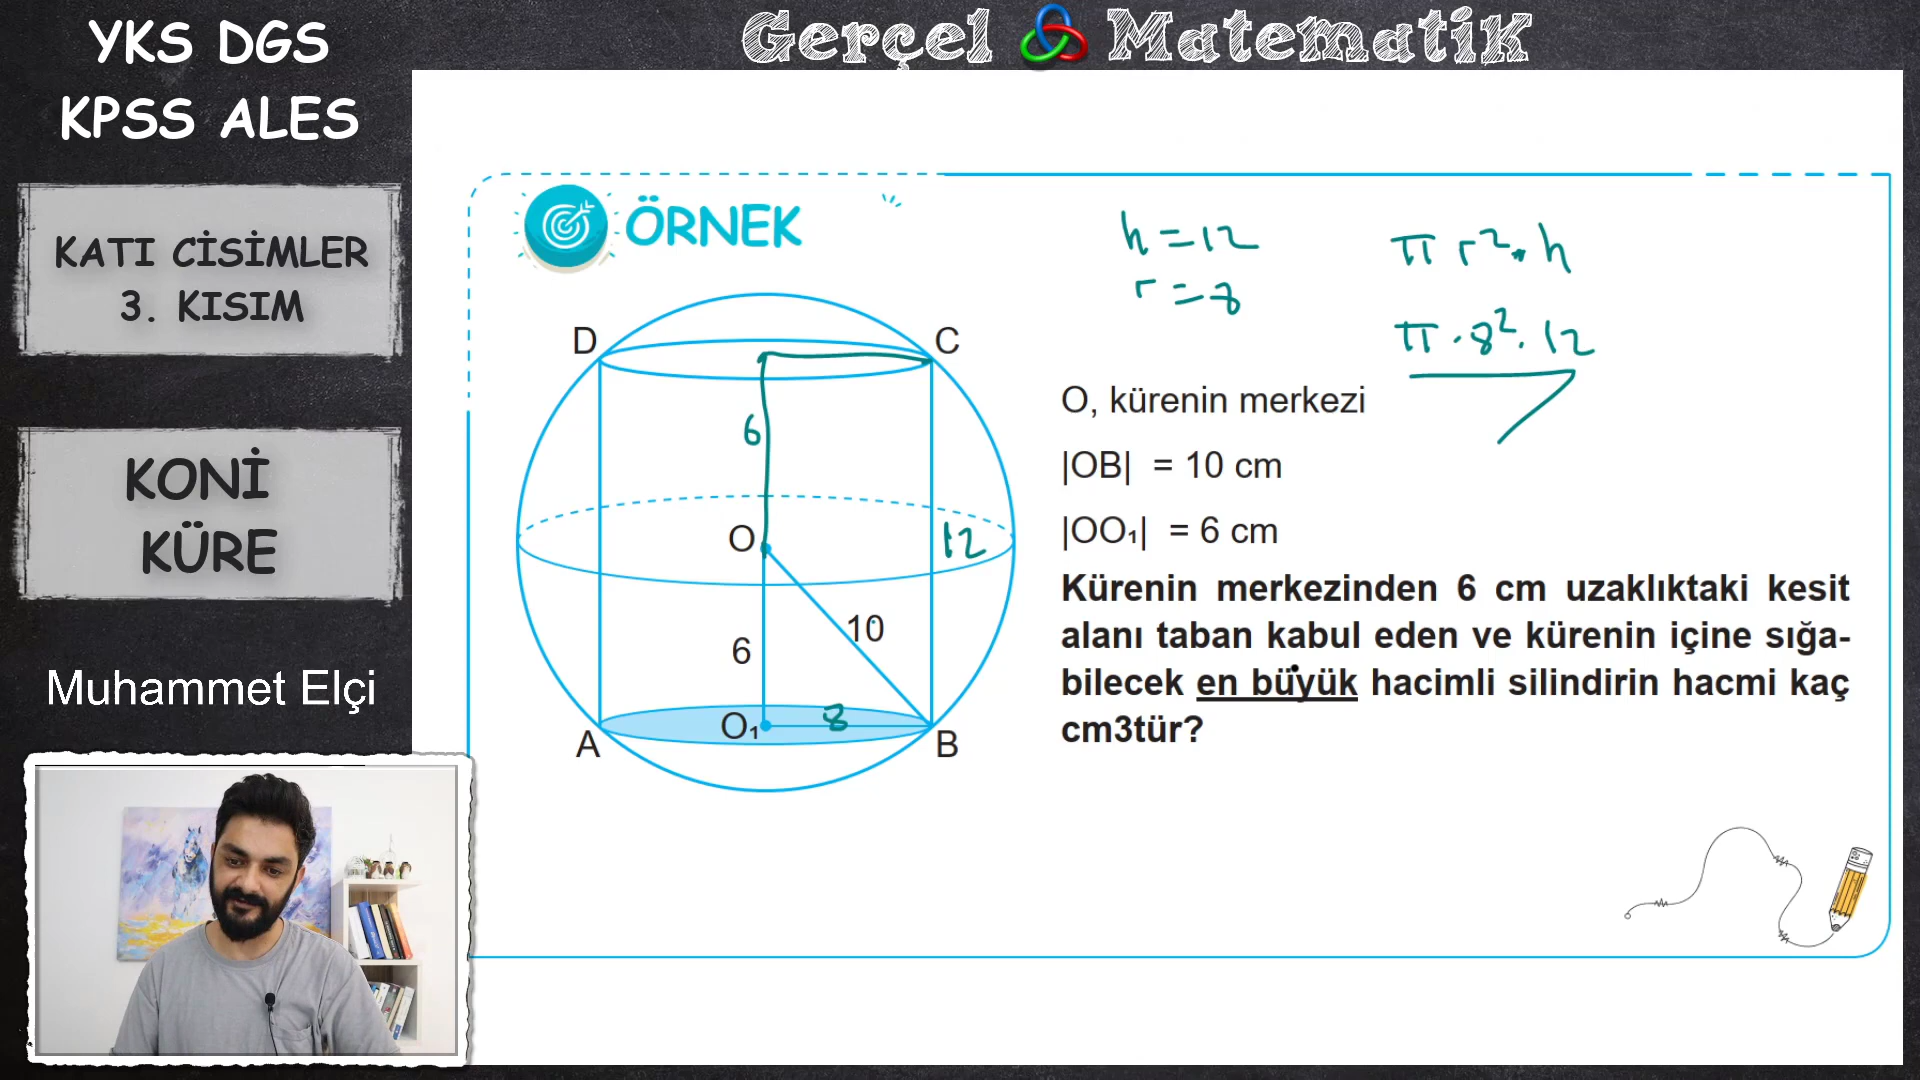 YKS DGS
KPSS ALES
Gerçel Matematik
KATI CİSİMLER
3. KISIM
KONİ
KÜRE
Muhammet Elçi
ÖRNEK
h = 12
r = 8
π r². h
π . 8² . 12
D
C
6
O
12
10
6
O₁
8
A
B
O, kürenin merkezi
|OB| = 10 cm
|OO₁| = 6 cm
Kürenin merkezinden 6 cm uzaklıktaki kesit
alanı taban kabul eden ve kürenin içine sığa-
bilecek en büyük hacimli silindirin hacmi kaç
cm3tür?